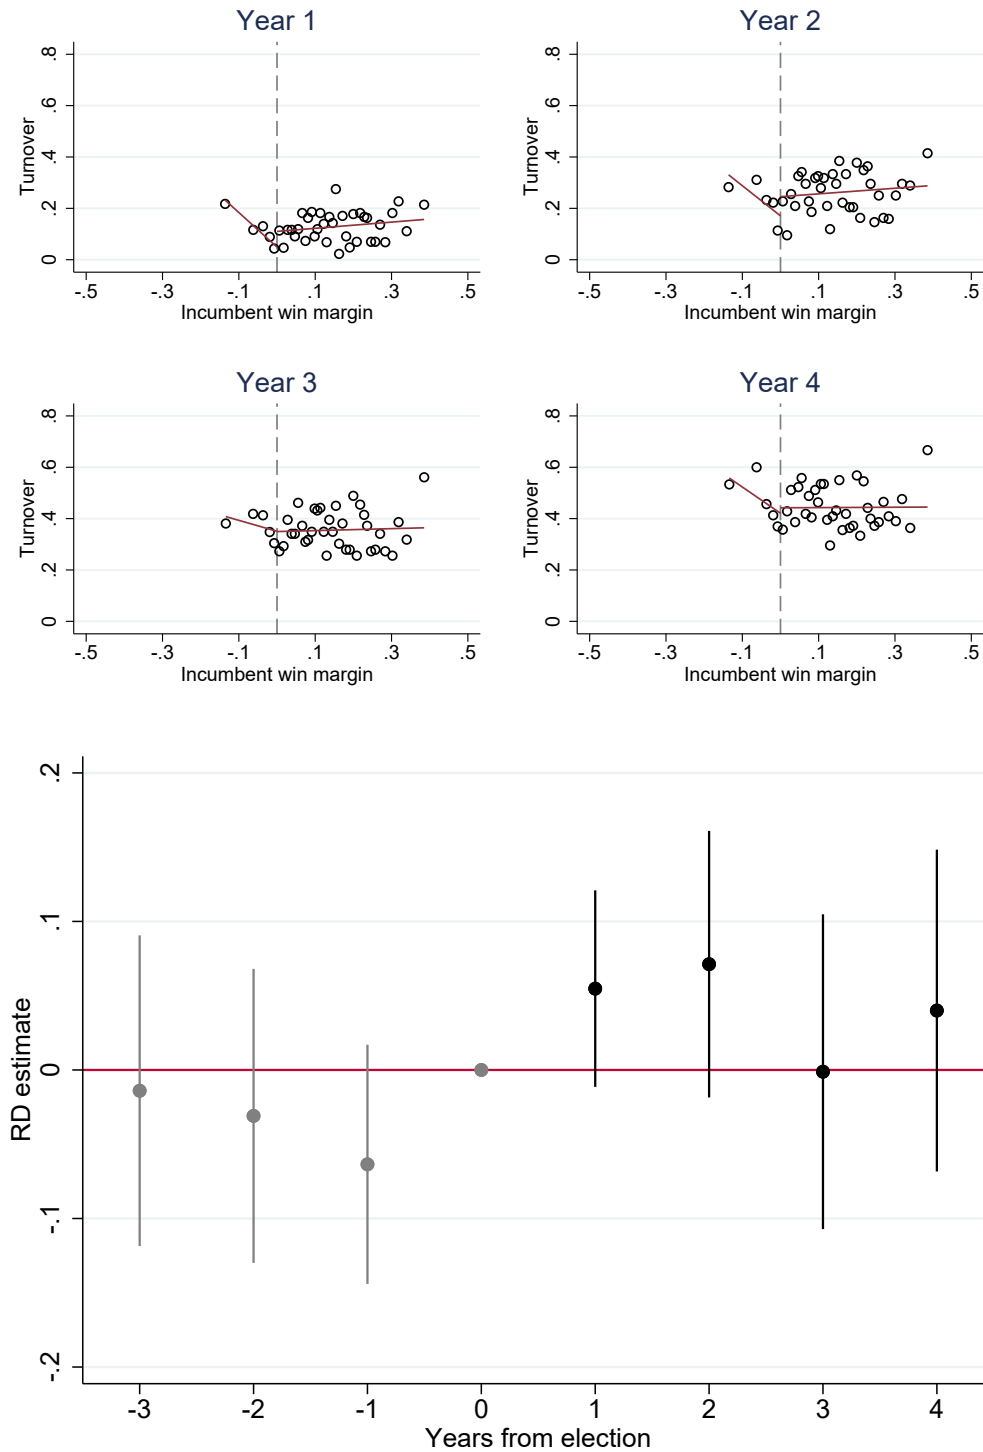 Year 1
Turnover
.8
.6
.4
.2
0
-.5 -.3 -.1 .1 .3 .5
Incumbent win margin
Year 2
Turnover
.8
.6
.4
.2
0
-.5 -.3 -.1 .1 .3 .5
Incumbent win margin
Year 3
Turnover
.8
.6
.4
.2
0
-.5 -.3 -.1 .1 .3 .5
Incumbent win margin
Year 4
Turnover
.8
.6
.4
.2
0
-.5 -.3 -.1 .1 .3 .5
Incumbent win margin
RD estimate
.2
.1
0
-.1
-.2
-3 -2 -1 0 1 2 3 4
Years from election